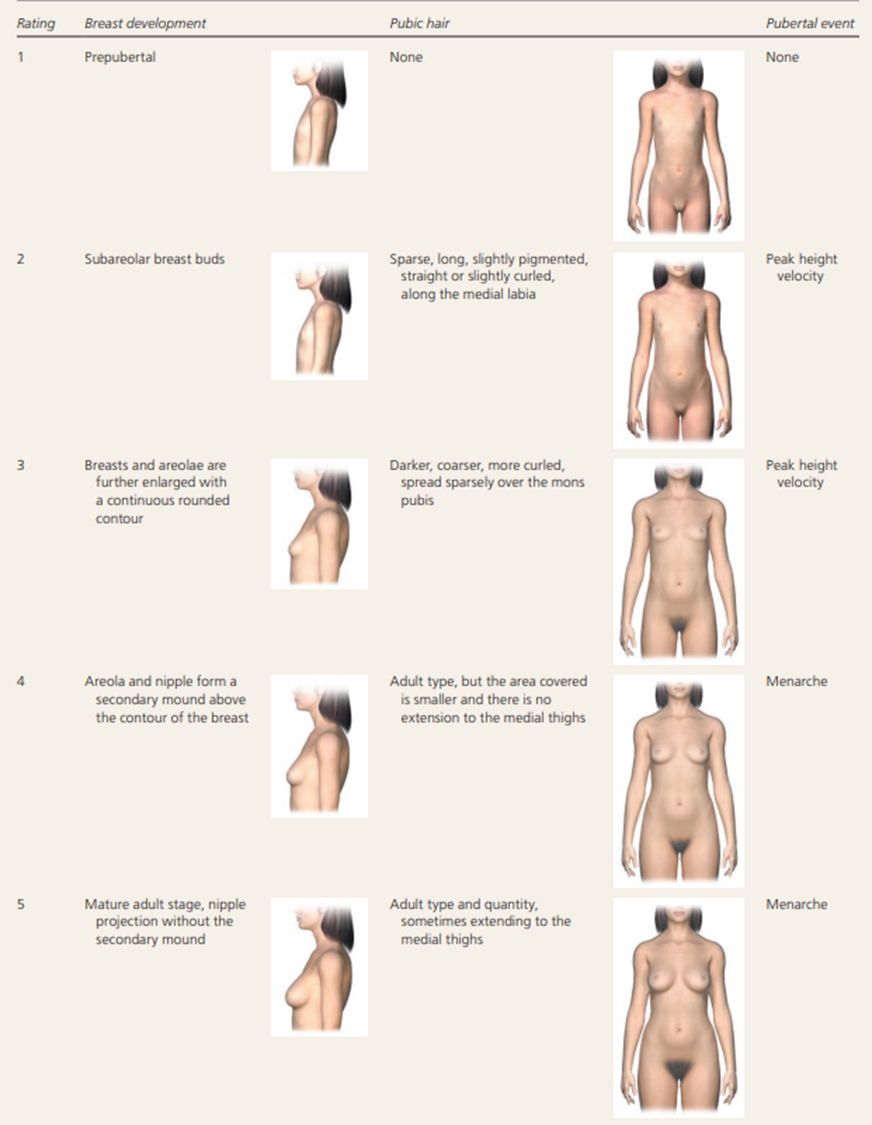 Rating Breast development Pubic hair Pubertal event
1 Prepubertal None None
2 Subareolar breast buds Sparse, long, slightly pigmented, Peak height
straight or slightly curled, velocity
along the medial labia
3 Breasts and areolae are Darker, coarser, more curled, Peak height
further enlarged with spread sparsely over the mons velocity
a continuous rounded pubis
contour
4 Areola and nipple form a Adult type, but the area covered Menarche
secondary mound above is smaller and there is no
the contour of the breast extension to the medial thighs
5 Mature adult stage, nipple Adult type and quantity, Menarche
projection without the sometimes extending to the
secondary mound medial thighs